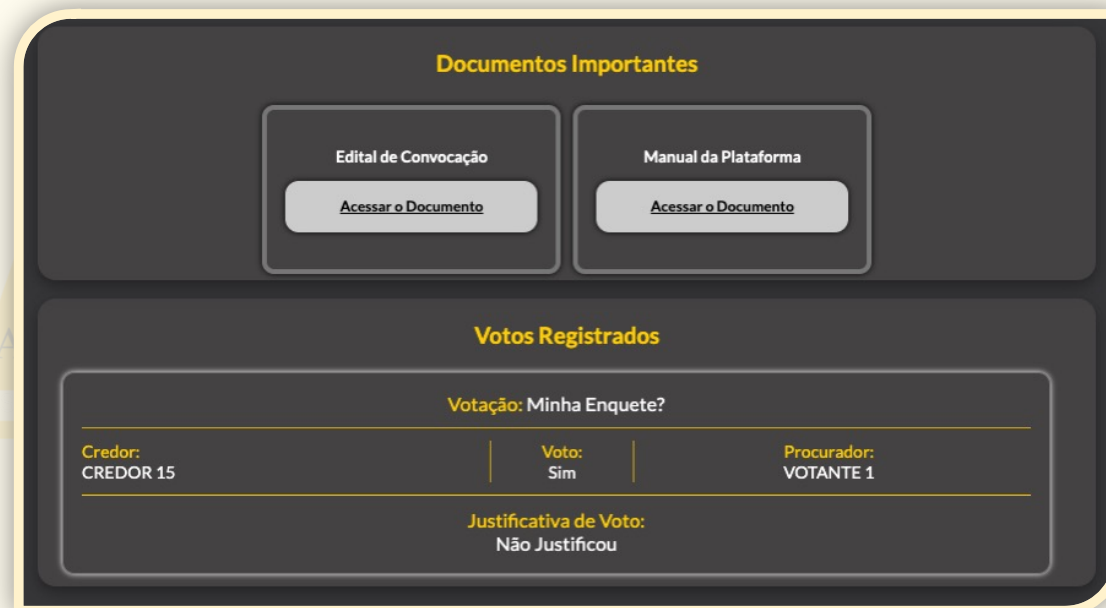 Documentos Importantes
Edital de Convocação
Manual da Plataforma
Acessar o Documento
Acessar o Documento
Votos Registrados
Votação: Minha Enquete?
Credor:
CREDOR 15
Voto:
Sim
Procurador:
VOTANTE 1
Justificativa de Voto:
Não Justificou